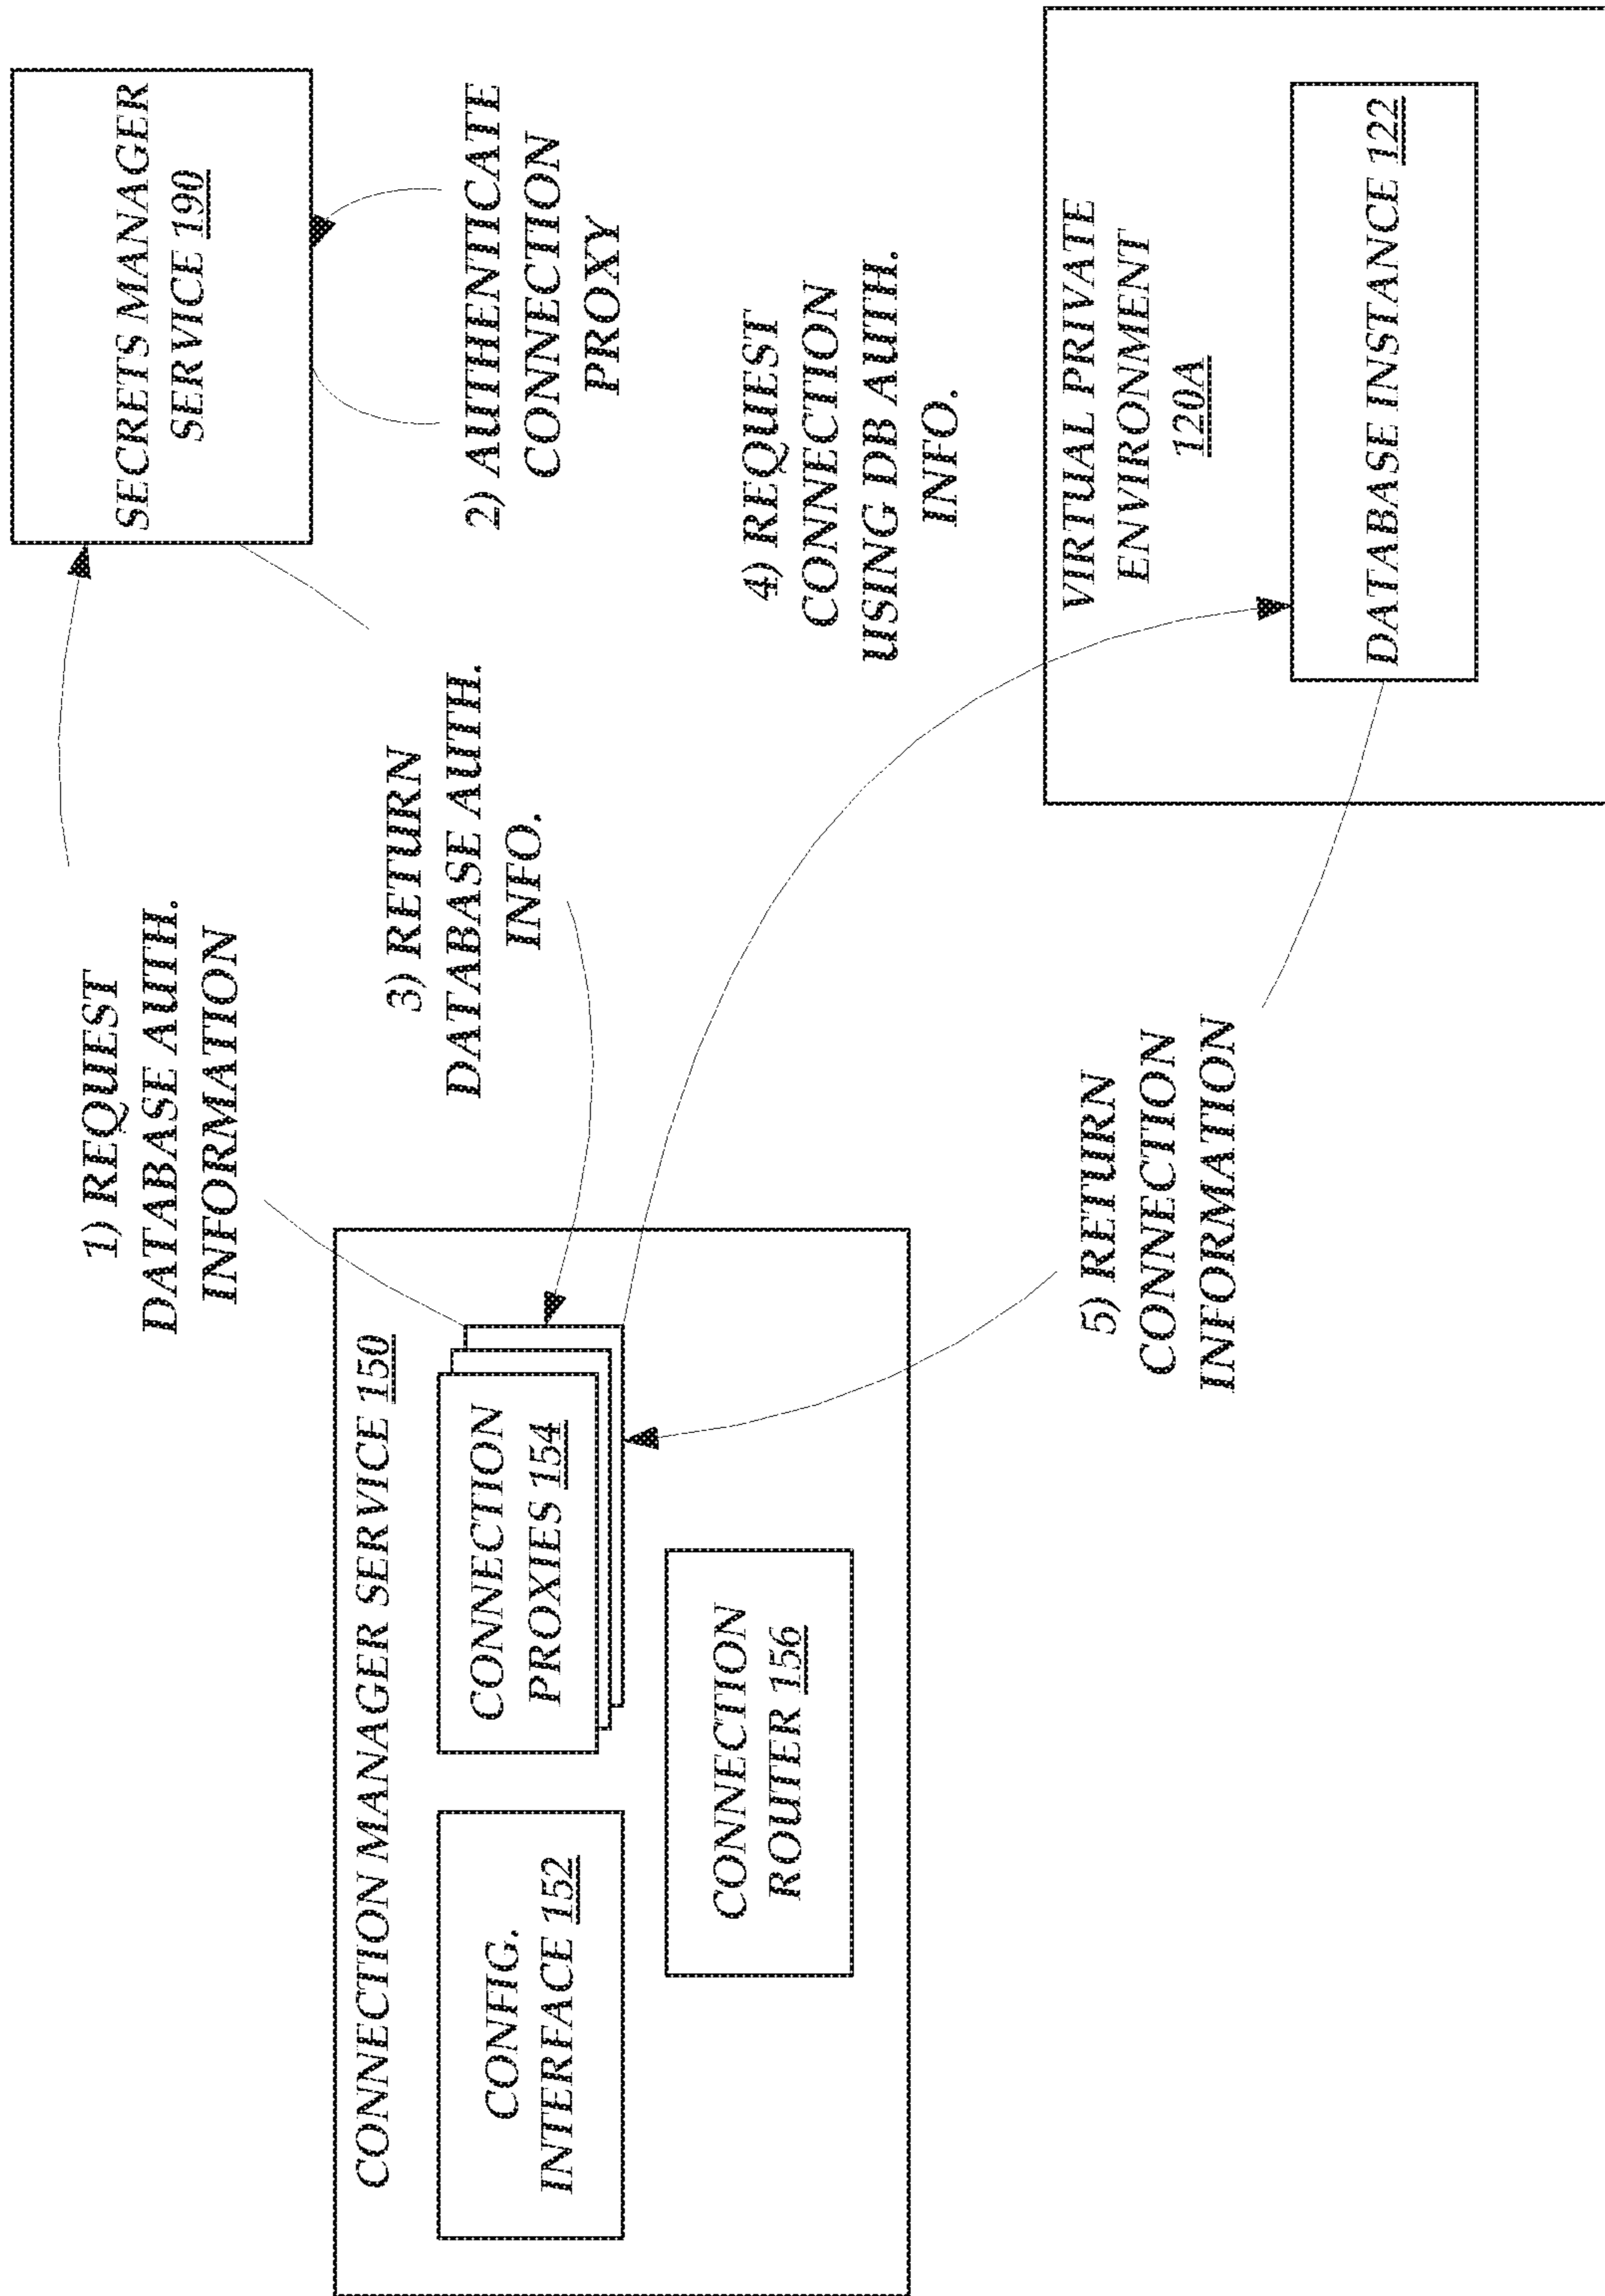 1) REQUEST
DATABASE AUTH.
INFORMATION
SECRETS MANAGER
SERVICE 190
2) AUTHENTICATE
CONNECTION
PROXY
3) RETURN
DATABASE AUTH.
INFO.
CONNECTION MANAGER SERVICE 150
CONFIG.
INTERFACE 152
CONNECTION
PROXIES 154
CONNECTION
ROUTER 156
4) REQUEST
CONNECTION
USING DB AUTH.
INFO.
5) RETURN
CONNECTION
INFORMATION
VIRTUAL PRIVATE
ENVIRONMENT
120A
DATABASE INSTANCE 122